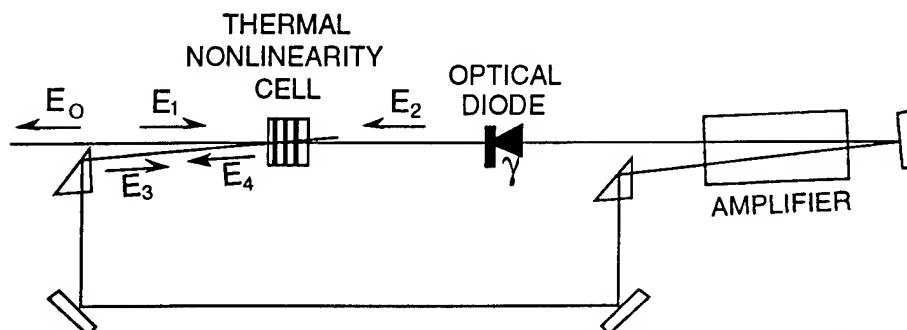 THERMAL
NONLINEARITY
CELL
OPTICAL
DIODE
E₀
E₁
E₂
E₃
E₄
γ
AMPLIFIER